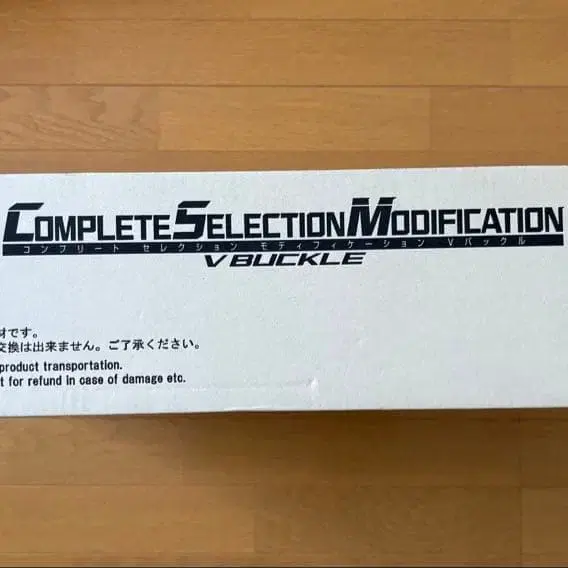 COMPLETE SELECTION MODIFICATION
コンプリート セレクション モディフィケーション Vバックル
V BUCKLE
材です。
交換は出来ません。ご了承ください。
product transportation.
t for refund in case of damage etc.